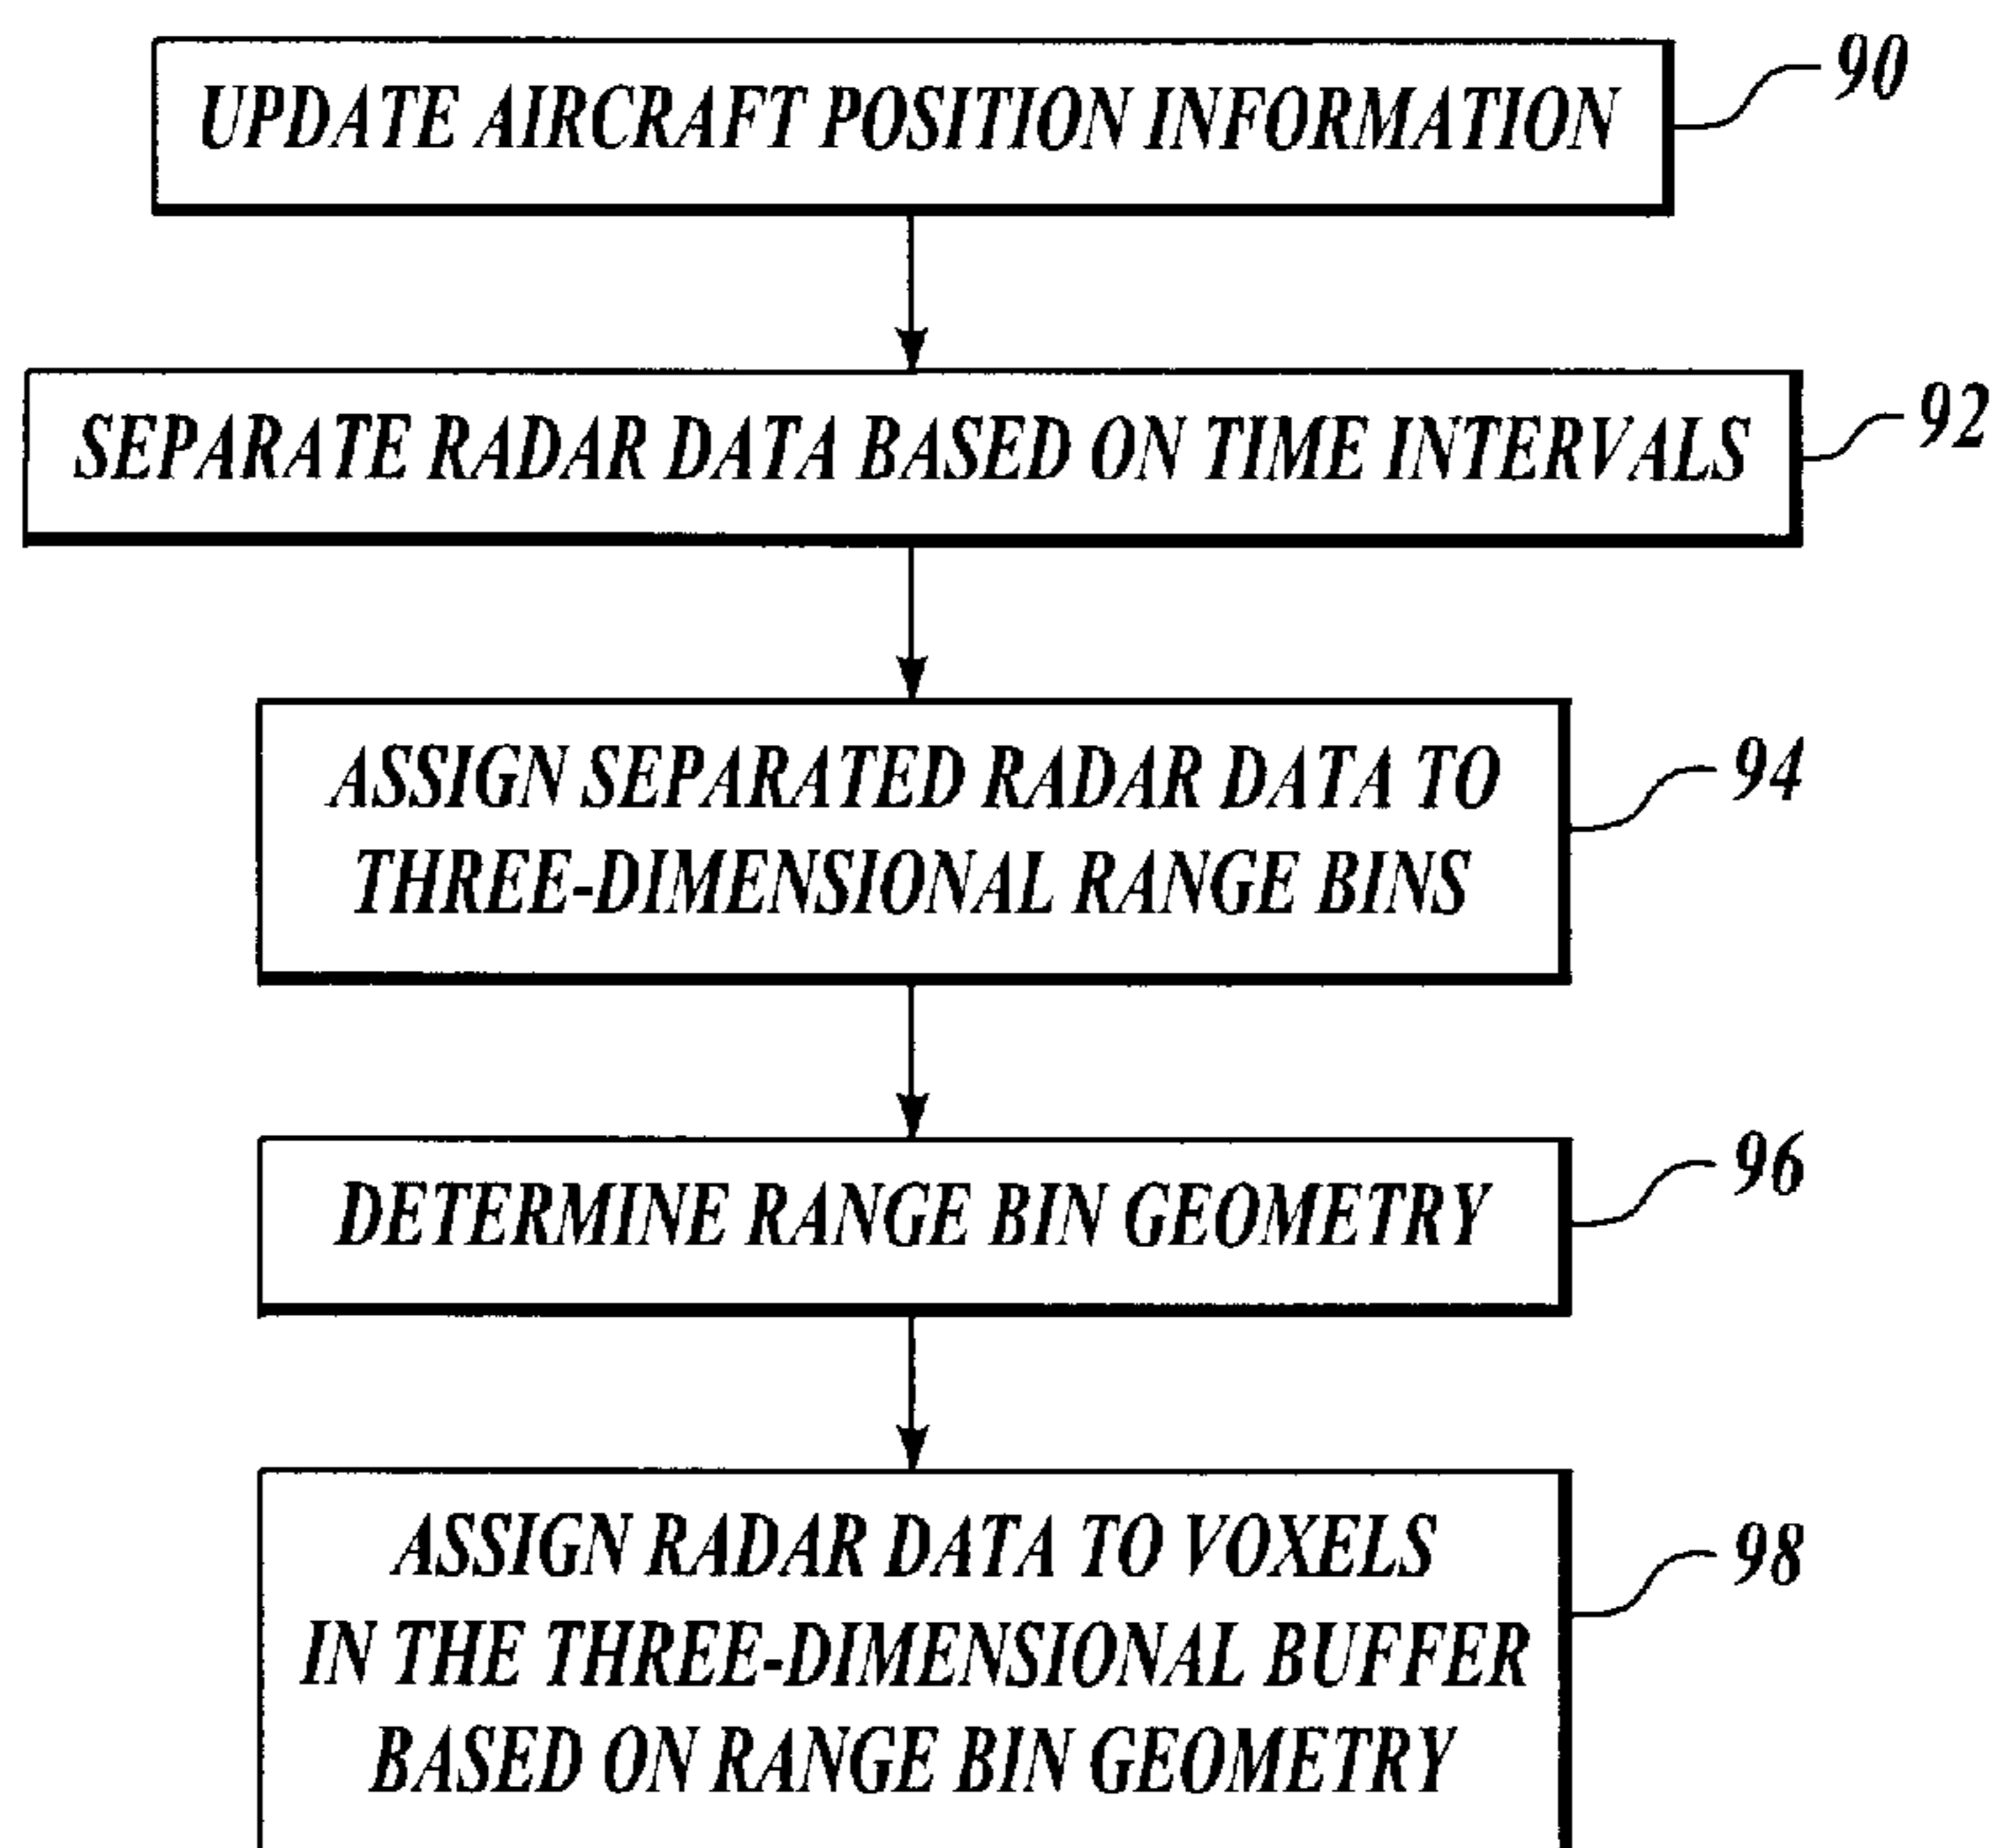 UPDATE AIRCRAFT POSITION INFORMATION
90
SEPARATE RADAR DATA BASED ON TIME INTERVALS
92
ASSIGN SEPARATED RADAR DATA TO
THREE-DIMENSIONAL RANGE BINS
94
DETERMINE RANGE BIN GEOMETRY
96
ASSIGN RADAR DATA TO VOXELS
IN THE THREE-DIMENSIONAL BUFFER
BASED ON RANGE BIN GEOMETRY
98